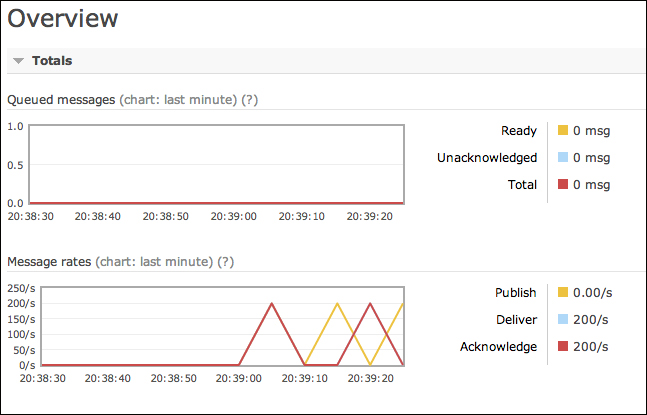 Overview
Totals
Queued messages (chart: last minute) (?)
1.0
0.5
0.0
20:38:30 20:38:40 20:38:50 20:39:00 20:39:10 20:39:20
Ready 0 msg
Unacknowledged 0 msg
Total 0 msg
Message rates (chart: last minute) (?)
250/s
200/s
150/s
100/s
50/s
0/s
20:38:30 20:38:40 20:38:50 20:39:00 20:39:10 20:39:20
Publish 0.00/s
Deliver 200/s
Acknowledge 200/s